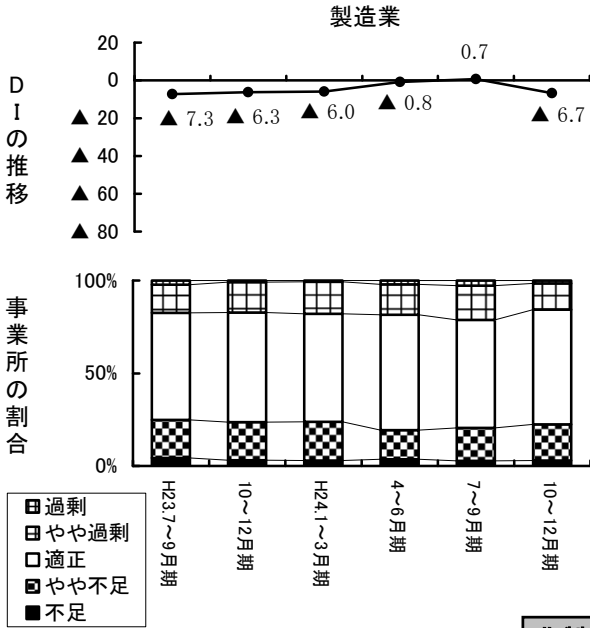 製造業
DIの推移
20
0
▲ 20
▲ 40
▲ 60
▲ 80
▲ 7.3
▲ 6.3
▲ 6.0
▲ 0.8
0.7
▲ 6.7
事業所の割合
100%
50%
0%
H23.7～9月期
10～12月期
H24.1～3月期
4～6月期
7～9月期
10～12月期
過剰
やや過剰
適正
やや不足
不足